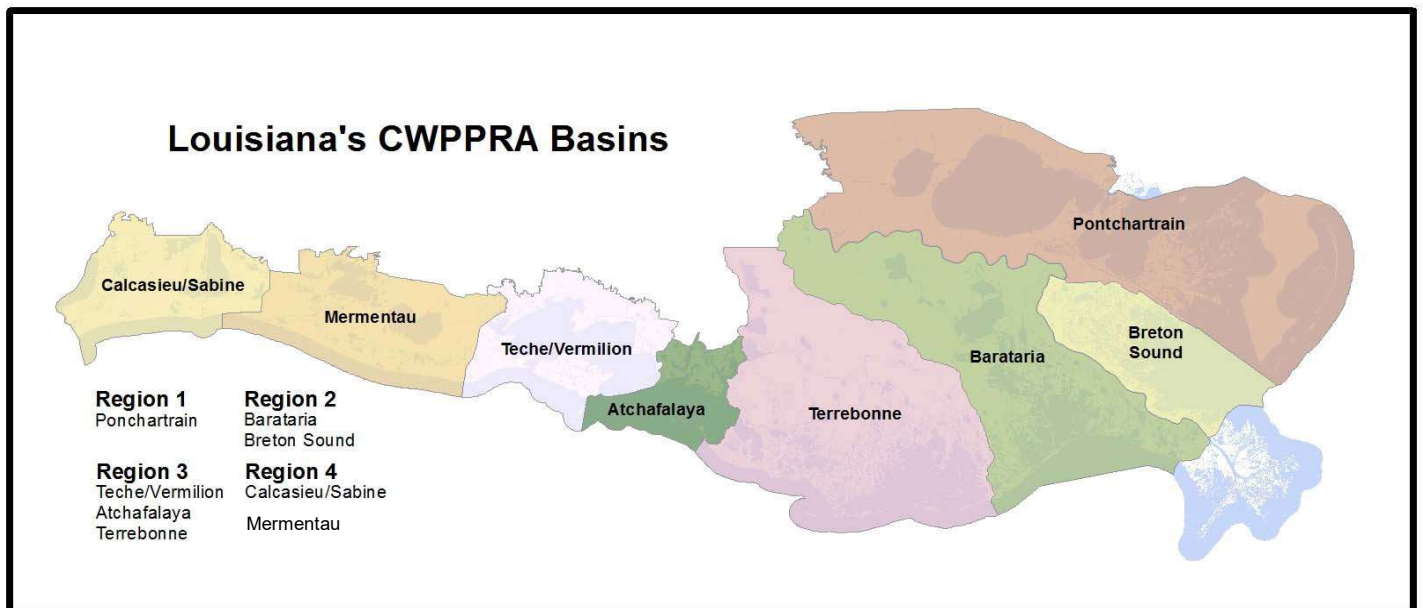 Louisiana's CWPPRA Basins
Pontchartrain
Calcasieu/Sabine
Mermentau
Teche/Vermilion
Atchafalaya
Terrebonne
Barataria
Breton
Sound
Region 1
Ponchartrain
Region 2
Barataria
Breton Sound
Region 3
Teche/Vermilion
Atchafalaya
Terrebonne
Region 4
Calcasieu/Sabine
Mermentau